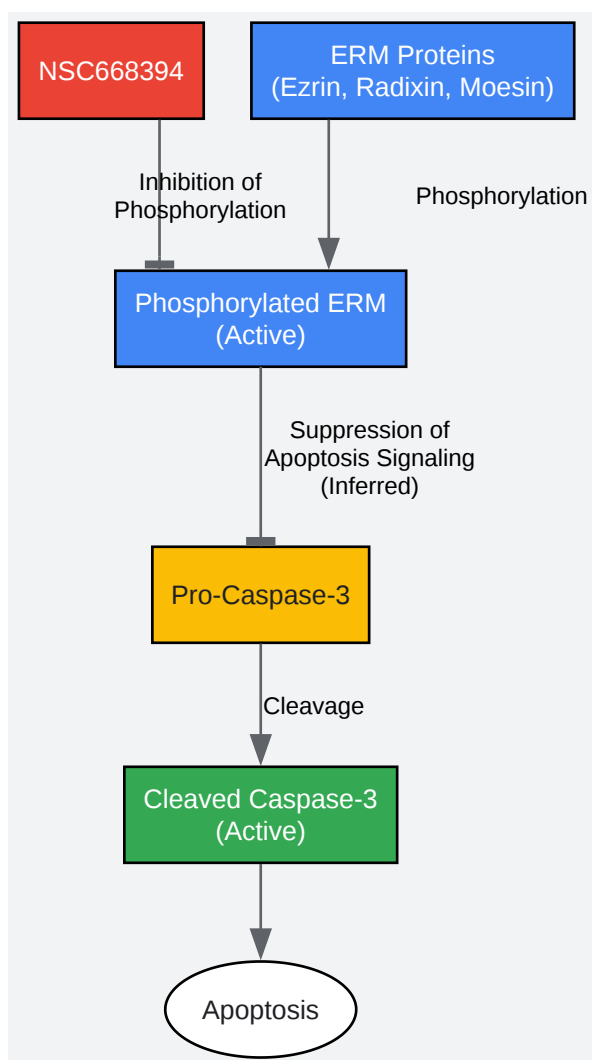 NSC668394
ERM Proteins
(Ezrin, Radixin, Moesin)
Inhibition of
Phosphorylation
Phosphorylation
Phosphorylated ERM
(Active)
Suppression of
Apoptosis Signaling
(Inferred)
Pro-Caspase-3
Cleavage
Cleaved Caspase-3
(Active)
Apoptosis